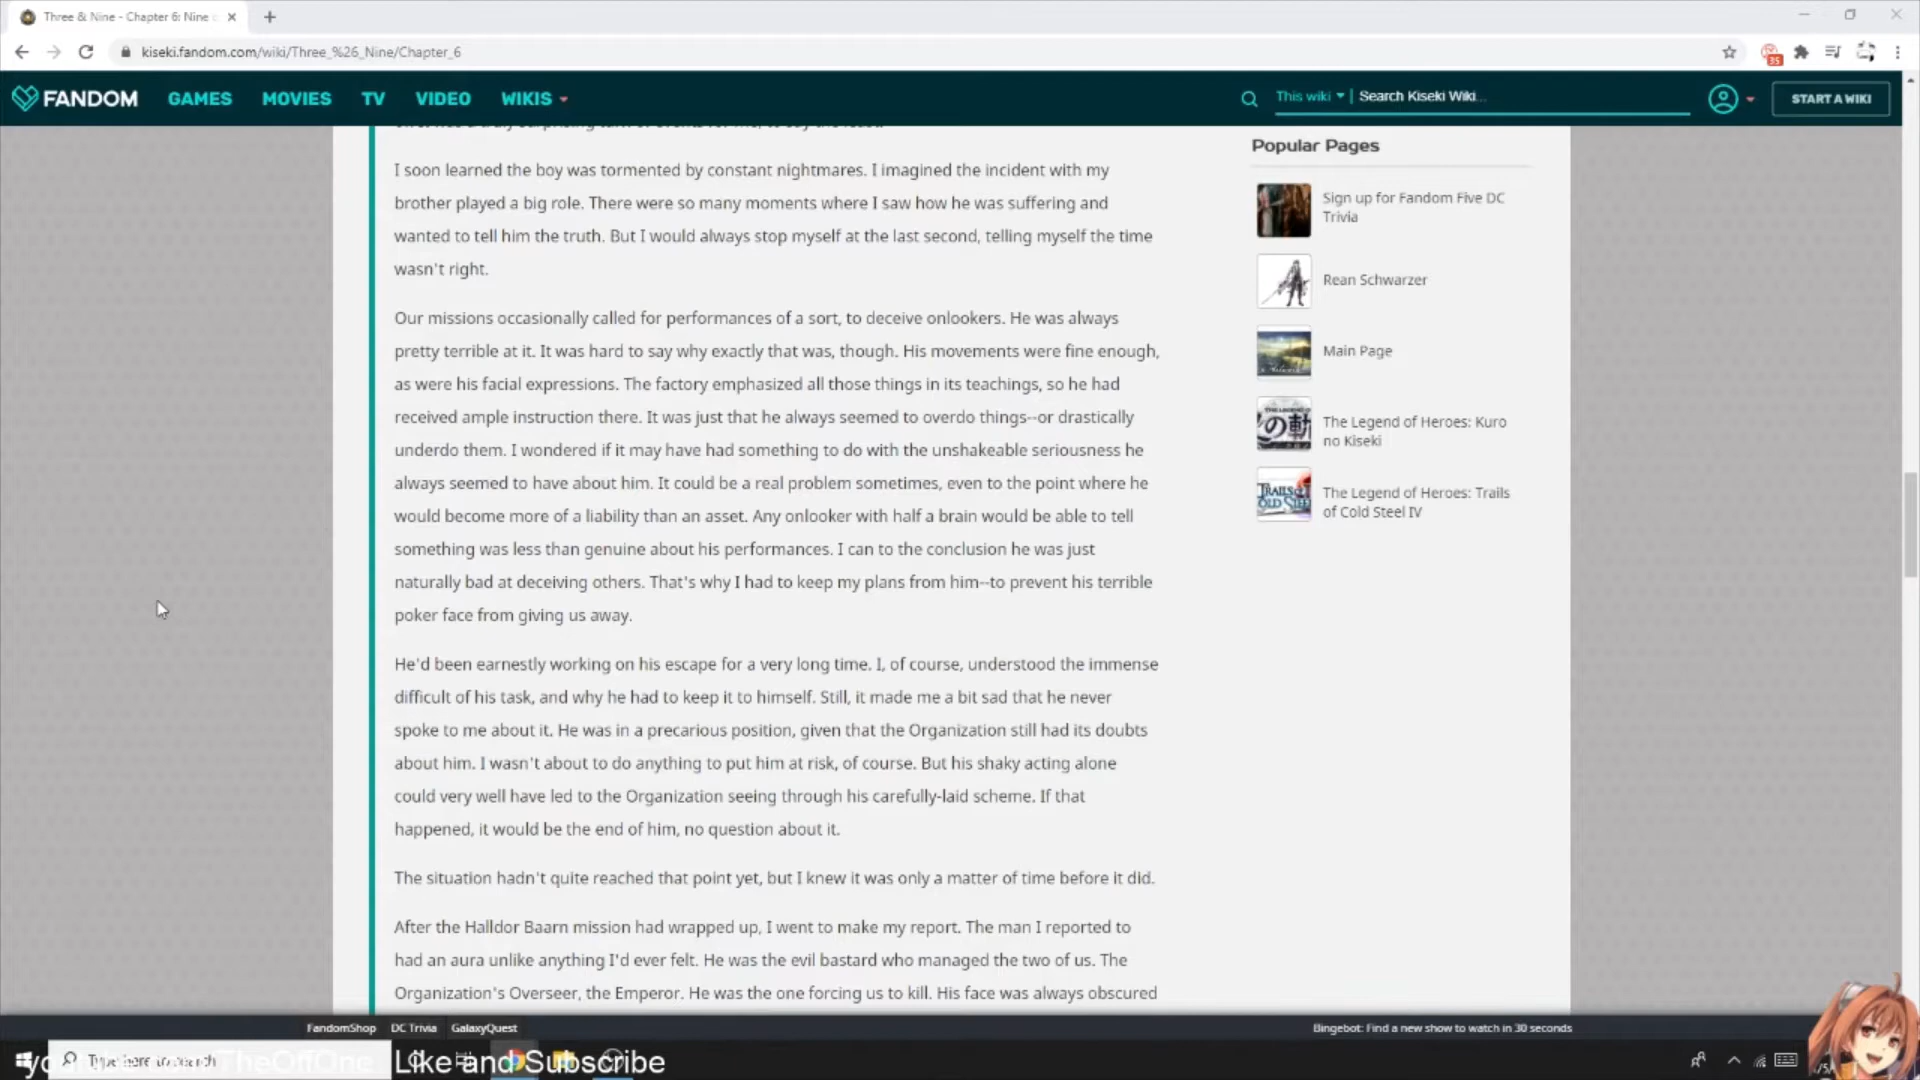 Three & Nine - Chapter 6: Nine
kiseki.fandom.com/wiki/Three_%26_Nine/Chapter_6
35
FANDOM GAMES MOVIES TV VIDEO WIKIS This wiki Search Kiseki Wiki... START A WIKI
I soon learned the boy was tormented by constant nightmares. I imagined the incident with my
brother played a big role. There were so many moments where I saw how he was suffering and
wanted to tell him the truth. But I would always stop myself at the last second, telling myself the time
wasn't right.
Our missions occasionally called for performances of a sort, to deceive onlookers. He was always
pretty terrible at it. It was hard to say why exactly that was, though. His movements were fine enough,
as were his facial expressions. The factory emphasized all those things in its teachings, so he had
received ample instruction there. It was just that he always seemed to overdo things--or drastically
underdo them. I wondered if it may have had something to do with the unshakeable seriousness he
always seemed to have about him. It could be a real problem sometimes, even to the point where he
would become more of a liability than an asset. Any onlooker with half a brain would be able to tell
something was less than genuine about his performances. I can to the conclusion he was just
naturally bad at deceiving others. That's why I had to keep my plans from him--to prevent his terrible
poker face from giving us away.
He'd been earnestly working on his escape for a very long time. I, of course, understood the immense
difficult of his task, and why he had to keep it to himself. Still, it made me a bit sad that he never
spoke to me about it. He was in a precarious position, given that the Organization still had its doubts
about him. I wasn't about to do anything to put him at risk, of course. But his shaky acting alone
could very well have led to the Organization seeing through his carefully-laid scheme. If that
happened, it would be the end of him, no question about it.
The situation hadn't quite reached that point yet, but I knew it was only a matter of time before it did.
After the Halldor Baarn mission had wrapped up, I went to make my report. The man I reported to
had an aura unlike anything I'd ever felt. He was the evil bastard who managed the two of us. The
Organization's Overseer, the Emperor. He was the one forcing us to kill. His face was always obscured
Popular Pages
Sign up for Fandom Five DC
Trivia
Rean Schwarzer
Main Page
の軌
The Legend of Heroes: Kuro
no Kiseki
TRAILS of
COLD STEEL
The Legend of Heroes: Trails
of Cold Steel IV
FandomShop DC Trivia GalaxyQuest Bingebot: Find a new show to watch in 30 seconds
Type here to search
TheOffOne Like and Subscribe